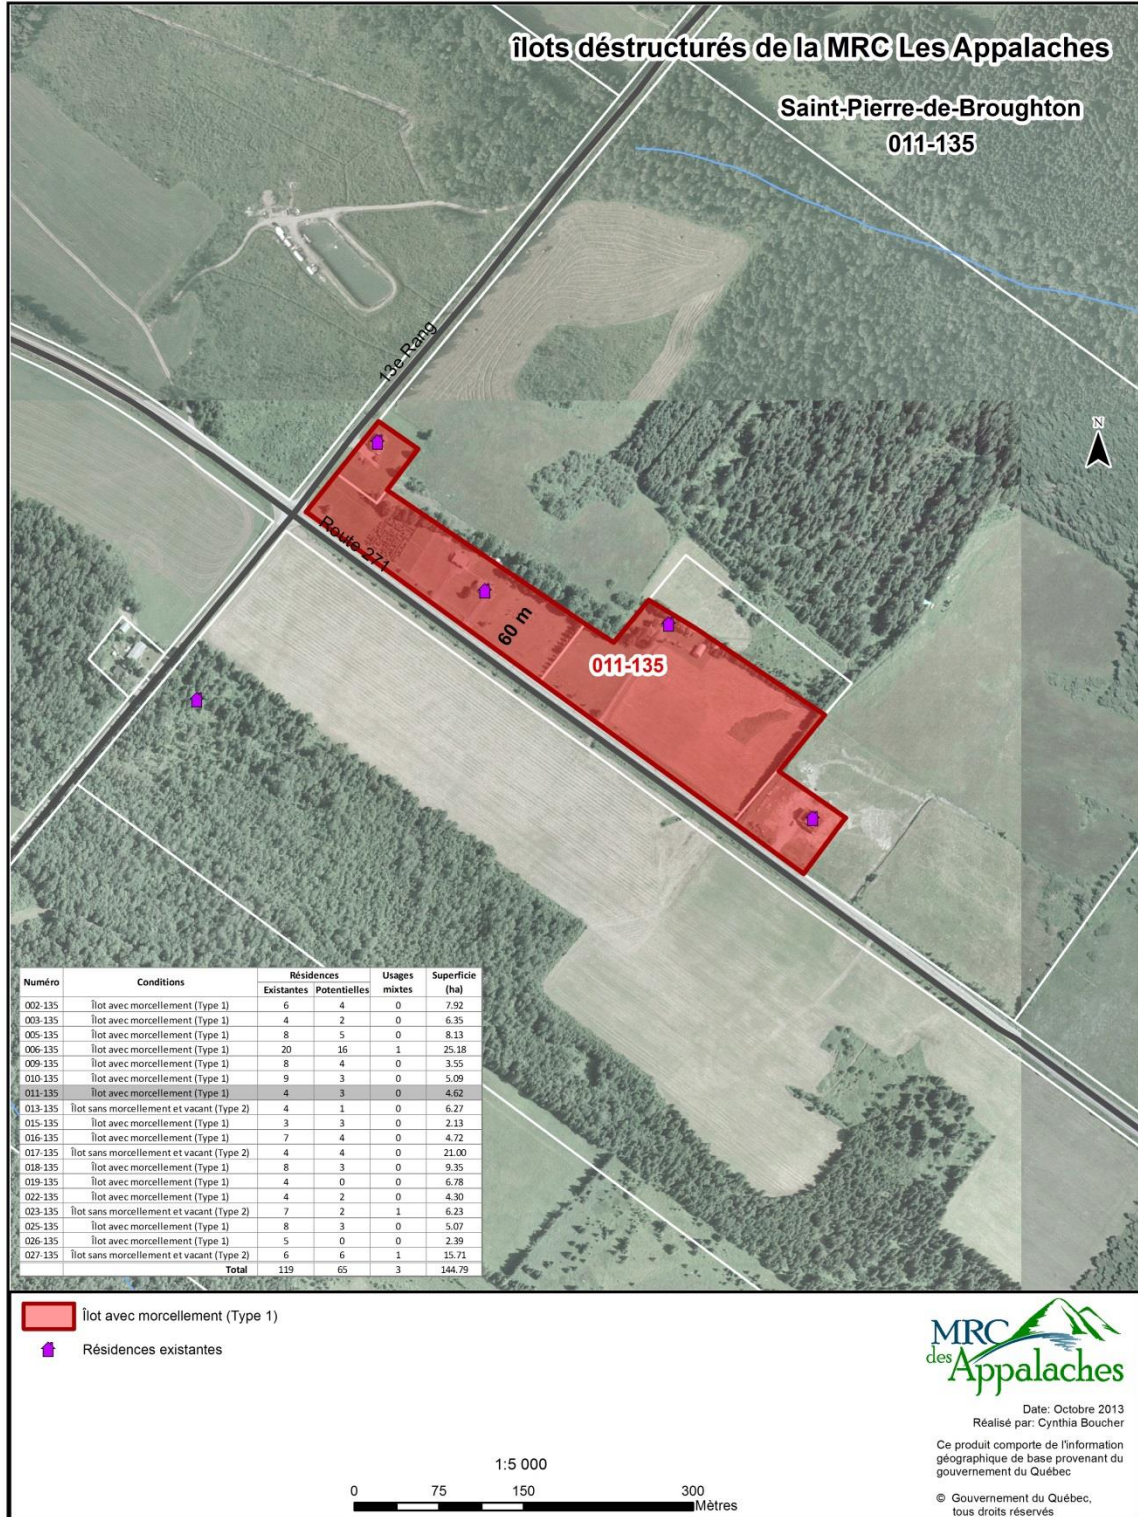 îlots déstructurés de la MRC Les Appalaches
Saint-Pierre-de-Broughton
011-135
13e Rang
N
Route 271
60 m
011-135
Numéro Conditions Résidences Usages mixtes Superficie (ha)
Existantes Potentielles
002-135 Îlot avec morcellement (Type 1) 6 4 0 7.92
003-135 Îlot avec morcellement (Type 1) 4 2 0 6.35
005-135 Îlot avec morcellement (Type 1) 8 5 0 8.13
006-135 Îlot avec morcellement (Type 1) 20 16 1 25.18
009-135 Îlot avec morcellement (Type 1) 8 4 0 3.55
010-135 Îlot avec morcellement (Type 1) 9 3 0 5.09
011-135 Îlot avec morcellement (Type 1) 4 3 0 4.62
013-135 Îlot sans morcellement et vacant (Type 2) 4 1 0 6.27
015-135 Îlot avec morcellement (Type 1) 3 3 0 2.13
016-135 Îlot avec morcellement (Type 1) 7 4 0 4.72
017-135 Îlot sans morcellement et vacant (Type 2) 4 4 0 21.00
018-135 Îlot avec morcellement (Type 1) 8 3 0 9.35
019-135 Îlot avec morcellement (Type 1) 4 0 0 6.78
022-135 Îlot avec morcellement (Type 1) 4 2 0 4.30
023-135 Îlot sans morcellement et vacant (Type 2) 7 2 1 6.23
025-135 Îlot avec morcellement (Type 1) 8 3 0 5.07
026-135 Îlot avec morcellement (Type 1) 5 0 0 2.39
027-135 Îlot sans morcellement et vacant (Type 2) 6 6 1 15.71
Total 119 65 3 144.79
Îlot avec morcellement (Type 1)
Résidences existantes
1:5 000
0 75 150 300
Mètres
MRC
des Appalaches
Date: Octobre 2013
Réalisé par: Cynthia Boucher
Ce produit comporte de l'information
géographique de base provenant du
gouvernement du Québec
© Gouvernement du Québec,
tous droits réservés